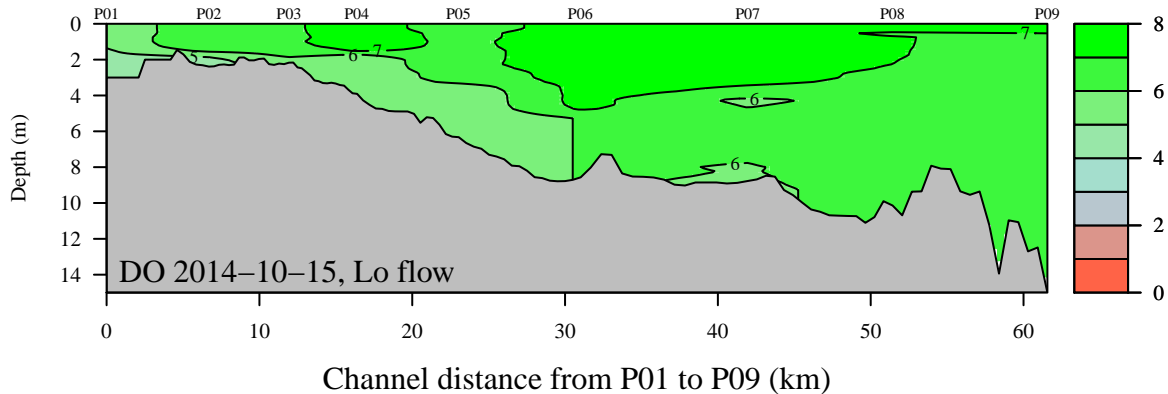 P01 P02 P03 P04 P05 P06 P07 P08 P09
0 2 4 6 8 10 12 14
Depth (m)
5 6 7 6 6 7
DO 2014–10–15, Lo flow
0 10 20 30 40 50 60
Channel distance from P01 to P09 (km)
8 6 4 2 0